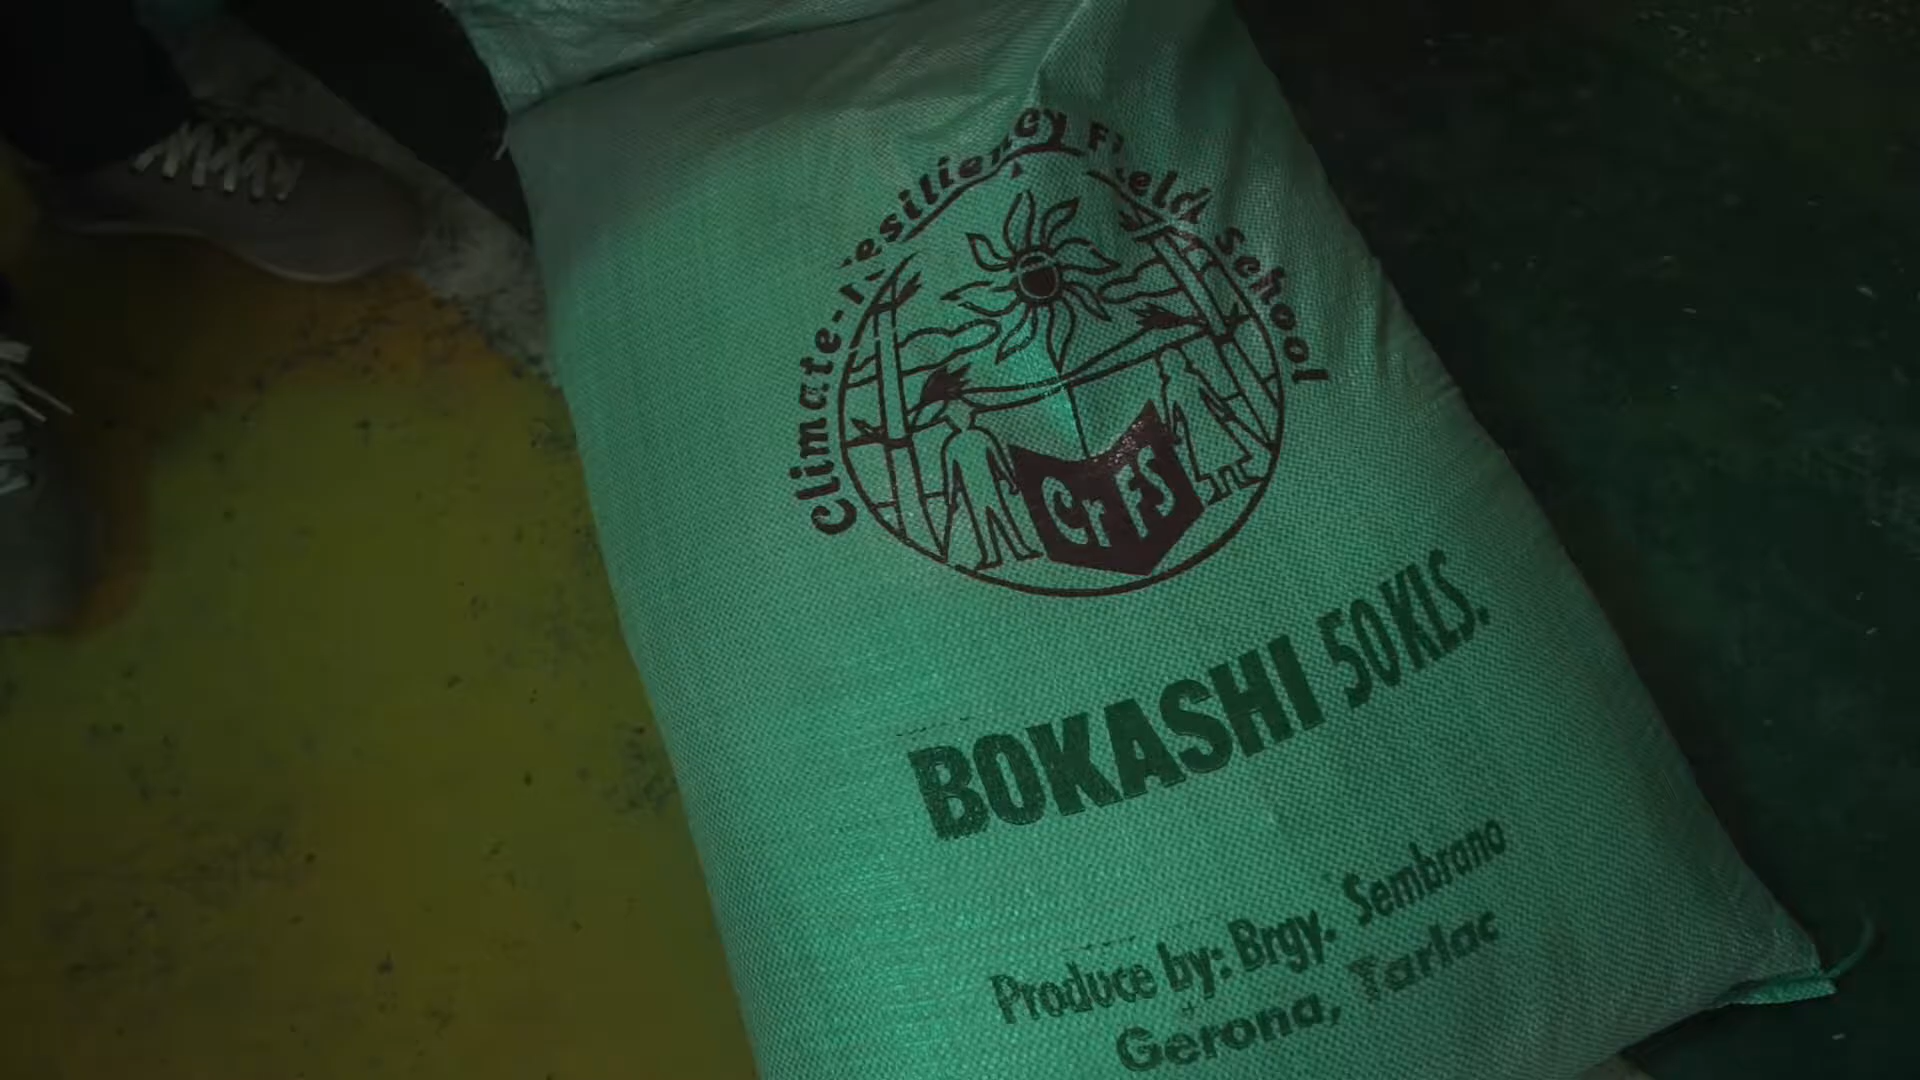 Climate-resiliency Field School
CrFS
BOKASHI 50KLS.
Produce by: Brgy. Sembrano
Gerona, Tarlac